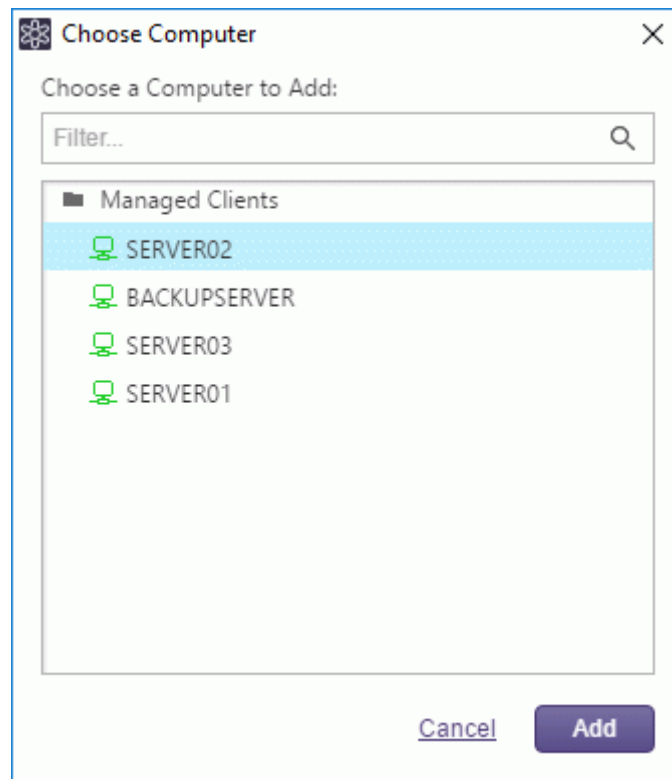 Choose Computer
Choose a Computer to Add:
Filter...
Managed Clients
SERVER02
BACKUPSERVER
SERVER03
SERVER01
Cancel Add